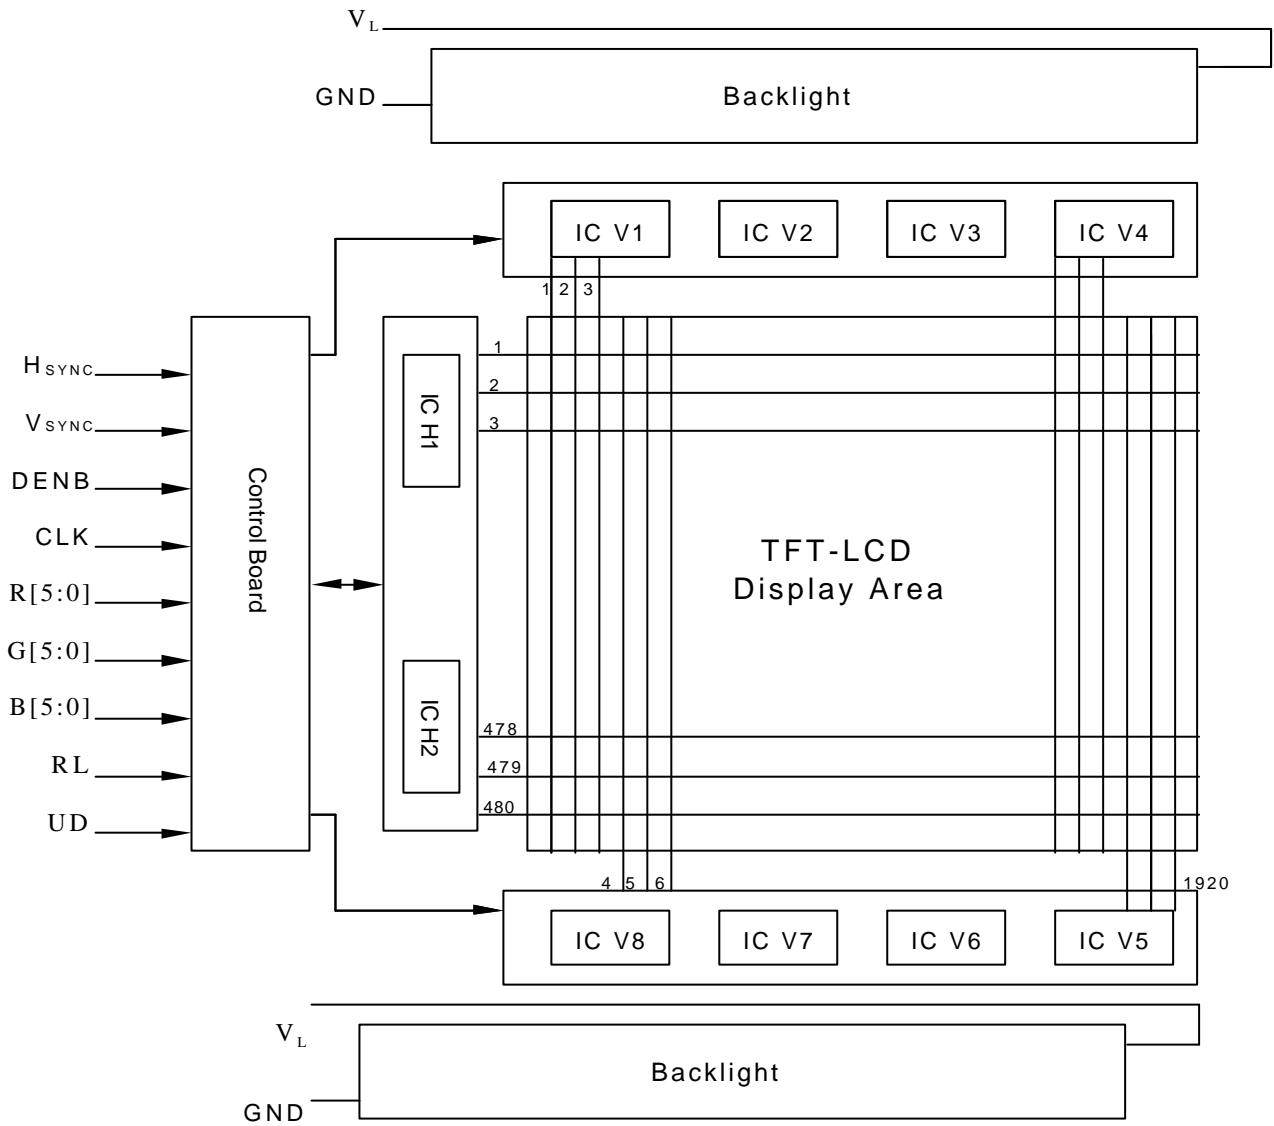 VL
GND
Backlight
IC V1
IC V2
IC V3
IC V4
1 2 3
HSYNC
VSYNC
DENB
CLK
R[5:0]
G[5:0]
B[5:0]
RL
UD
Control Board
IC H1
IC H2
1
2
3
478
479
480
TFT-LCD
Display Area
4 5 6
1920
IC V8
IC V7
IC V6
IC V5
VL
GND
Backlight